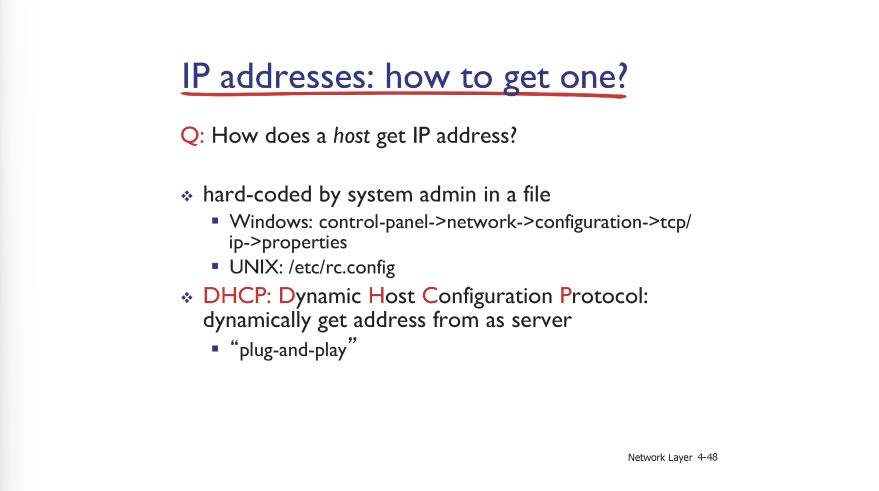 IP addresses: how to get one?
Q: How does a host get IP address?
❖ hard-coded by system admin in a file
▪ Windows: control-panel->network->configuration->tcp/
ip->properties
▪ UNIX: /etc/rc.config
❖ DHCP: Dynamic Host Configuration Protocol:
dynamically get address from as server
▪ “plug-and-play”
Network Layer 4-48